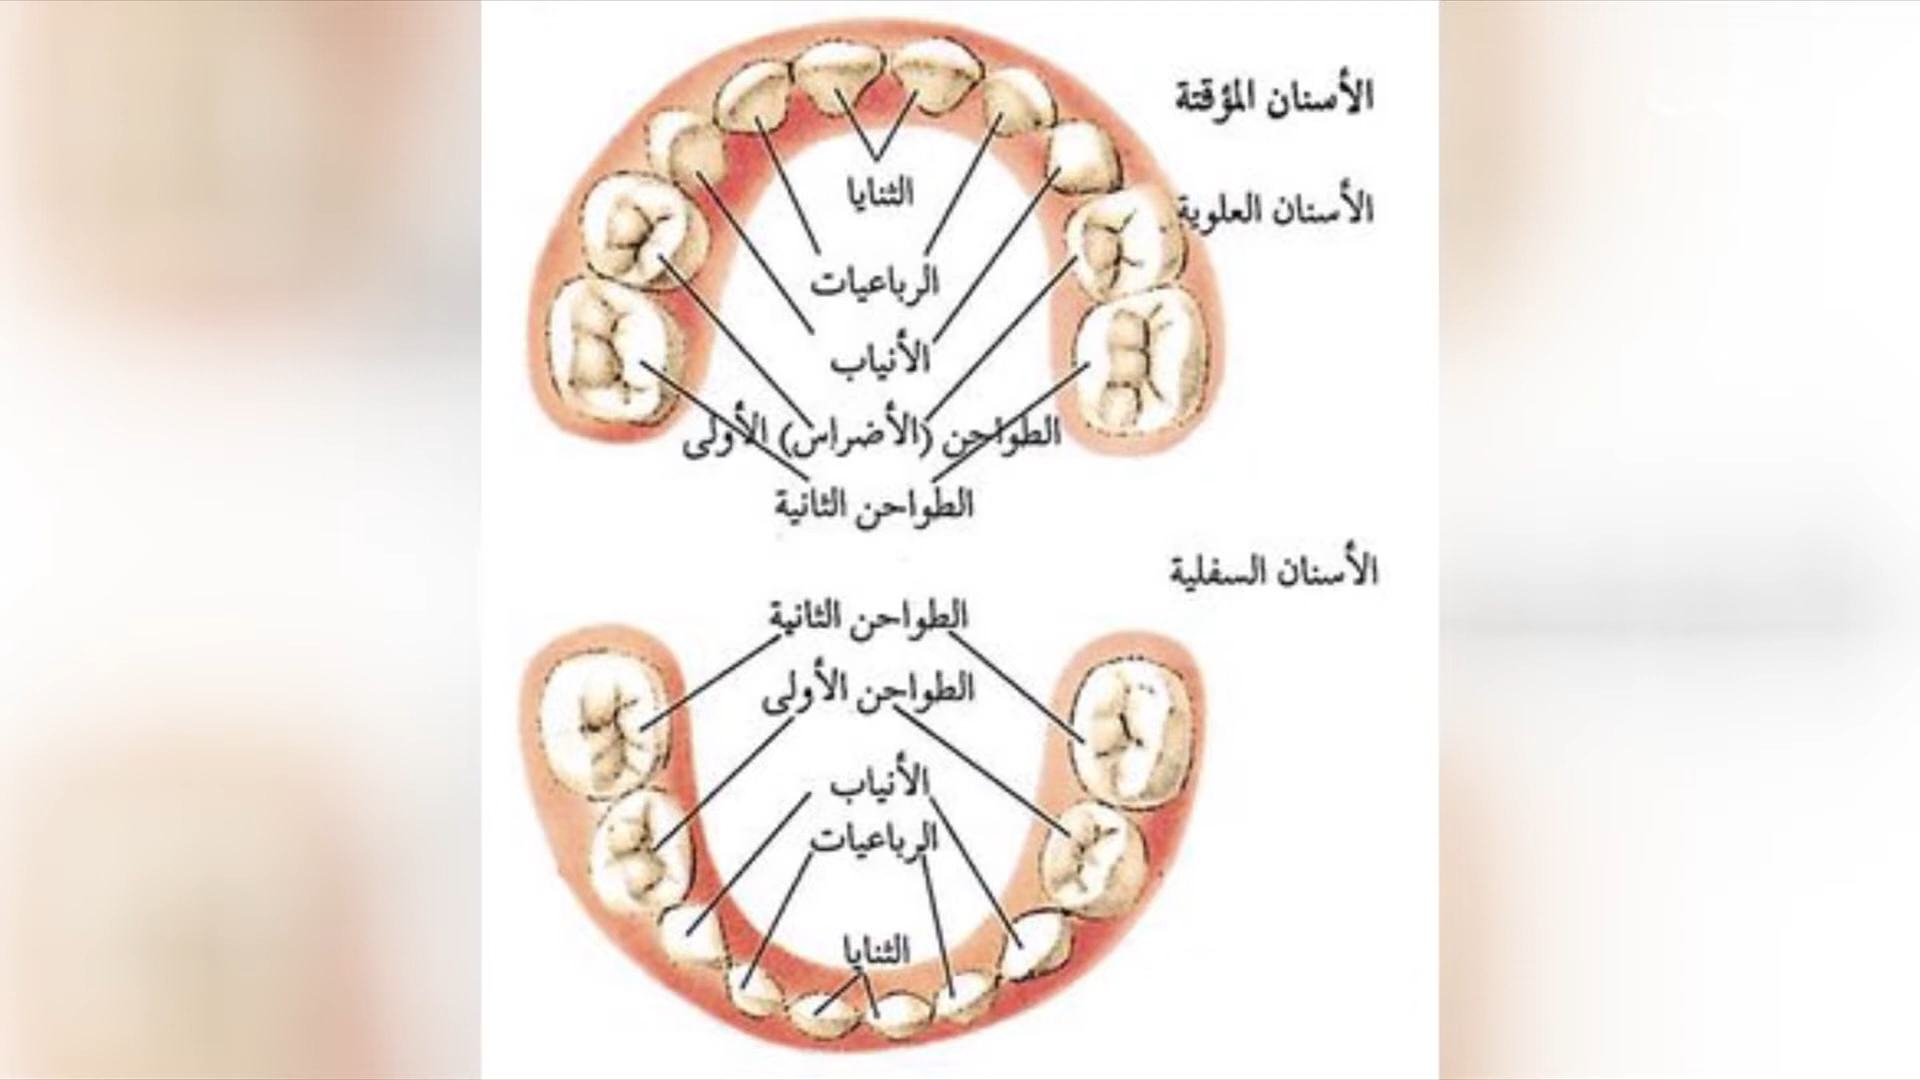 الأسنان المؤقتة
الأسنان العلوية
الثنايا
الرباعيات
الأنياب
الطواحن (الأضراس) الأولى
الطواحن الثانية
الأسنان السفلية
الطواحن الثانية
الطواحن الأولى
الأنياب
الرباعيات
الثنايا